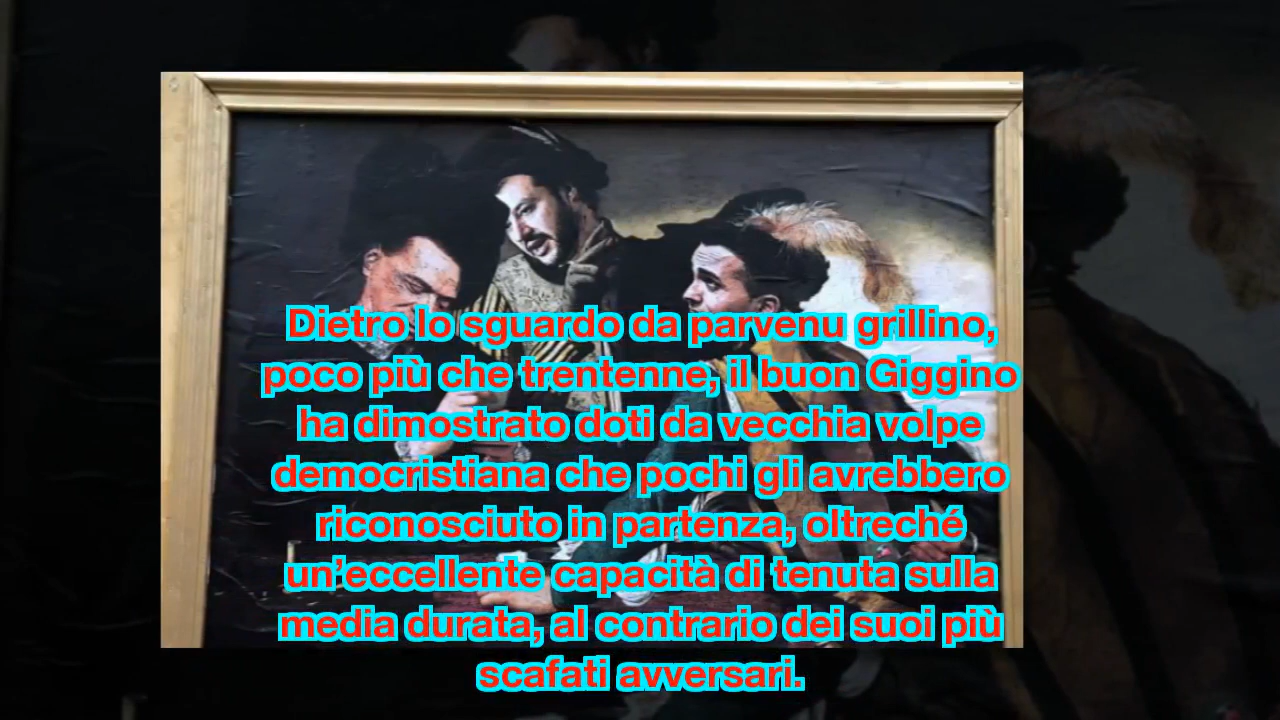 Dietro lo sguardo da parvenu grillino,
poco più che trentenne, il buon Giggino
ha dimostrato doti da vecchia volpe
democristiana che pochi gli avrebbero
riconosciuto in partenza, oltreché
un’eccellente capacità di tenuta sulla
media durata, al contrario dei suoi più
scafati avversari.